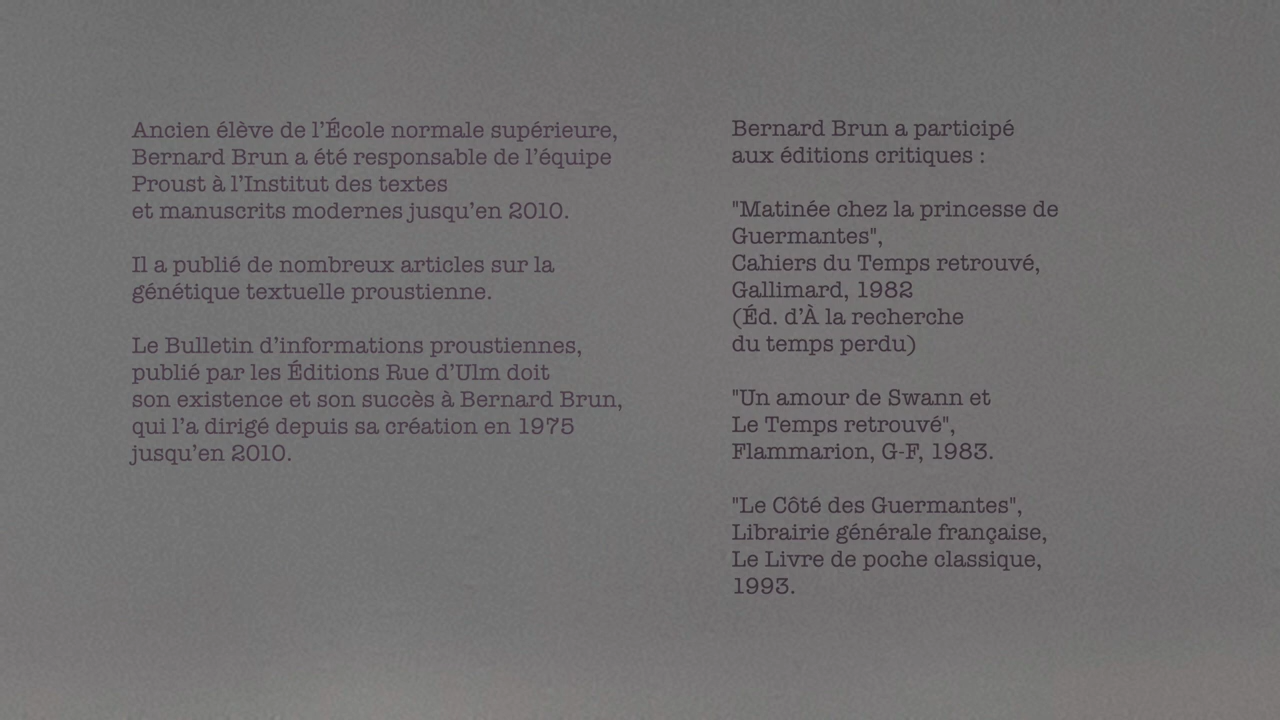 Ancien élève de l’École normale supérieure,
Bernard Brun a été responsable de l’équipe
Proust à l’Institut des textes
et manuscrits modernes jusqu’en 2010.
Il a publié de nombreux articles sur la
génétique textuelle proustienne.
Le Bulletin d’informations proustiennes,
publié par les Éditions Rue d’Ulm doit
son existence et son succès à Bernard Brun,
qui l’a dirigé depuis sa création en 1975
jusqu’en 2010.
Bernard Brun a participé
aux éditions critiques :
"Matinée chez la princesse de
Guermantes",
Cahiers du Temps retrouvé,
Gallimard, 1982
(Éd. d’À la recherche
du temps perdu)
"Un amour de Swann et
Le Temps retrouvé",
Flammarion, G-F, 1983.
"Le Côté des Guermantes",
Librairie générale française,
Le Livre de poche classique,
1993.